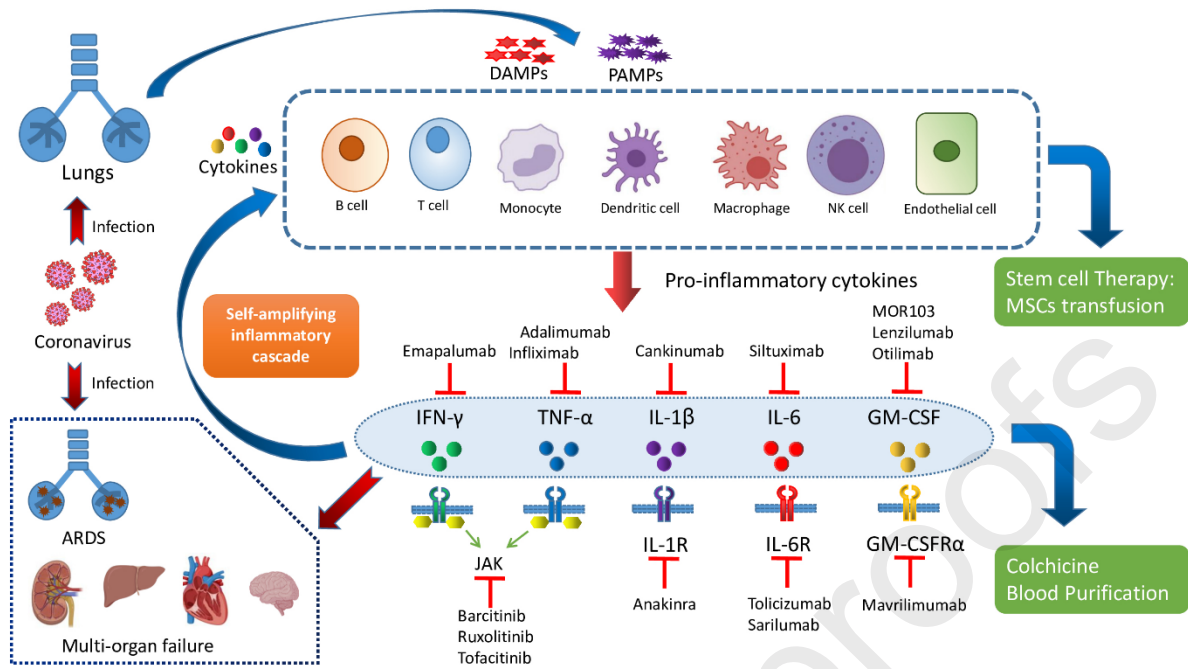 DAMPs
PAMPs
Lungs
Cytokines
B cell
T cell
Monocyte
Dendritic cell
Macrophage
NK cell
Endothelial cell
Infection
Coronavirus
Infection
Self-amplifying
inflammatory
cascade
Pro-inflammatory cytokines
Stem cell Therapy:
MSCs transfusion
Emapalumab
Adalimumab
Infliximab
Cankinumab
Siltuximab
MOR103
Lenzilumab
Otilimab
IFN-γ
TNF-α
IL-1β
IL-6
GM-CSF
ARDS
Multi-organ failure
JAK
Barcitinib
Ruxolitinib
Tofacitinib
IL-1R
Anakinra
IL-6R
Tolicizumab
Sarilumab
GM-CSFRα
Mavrilimumab
Colchicine
Blood Purification
roofs